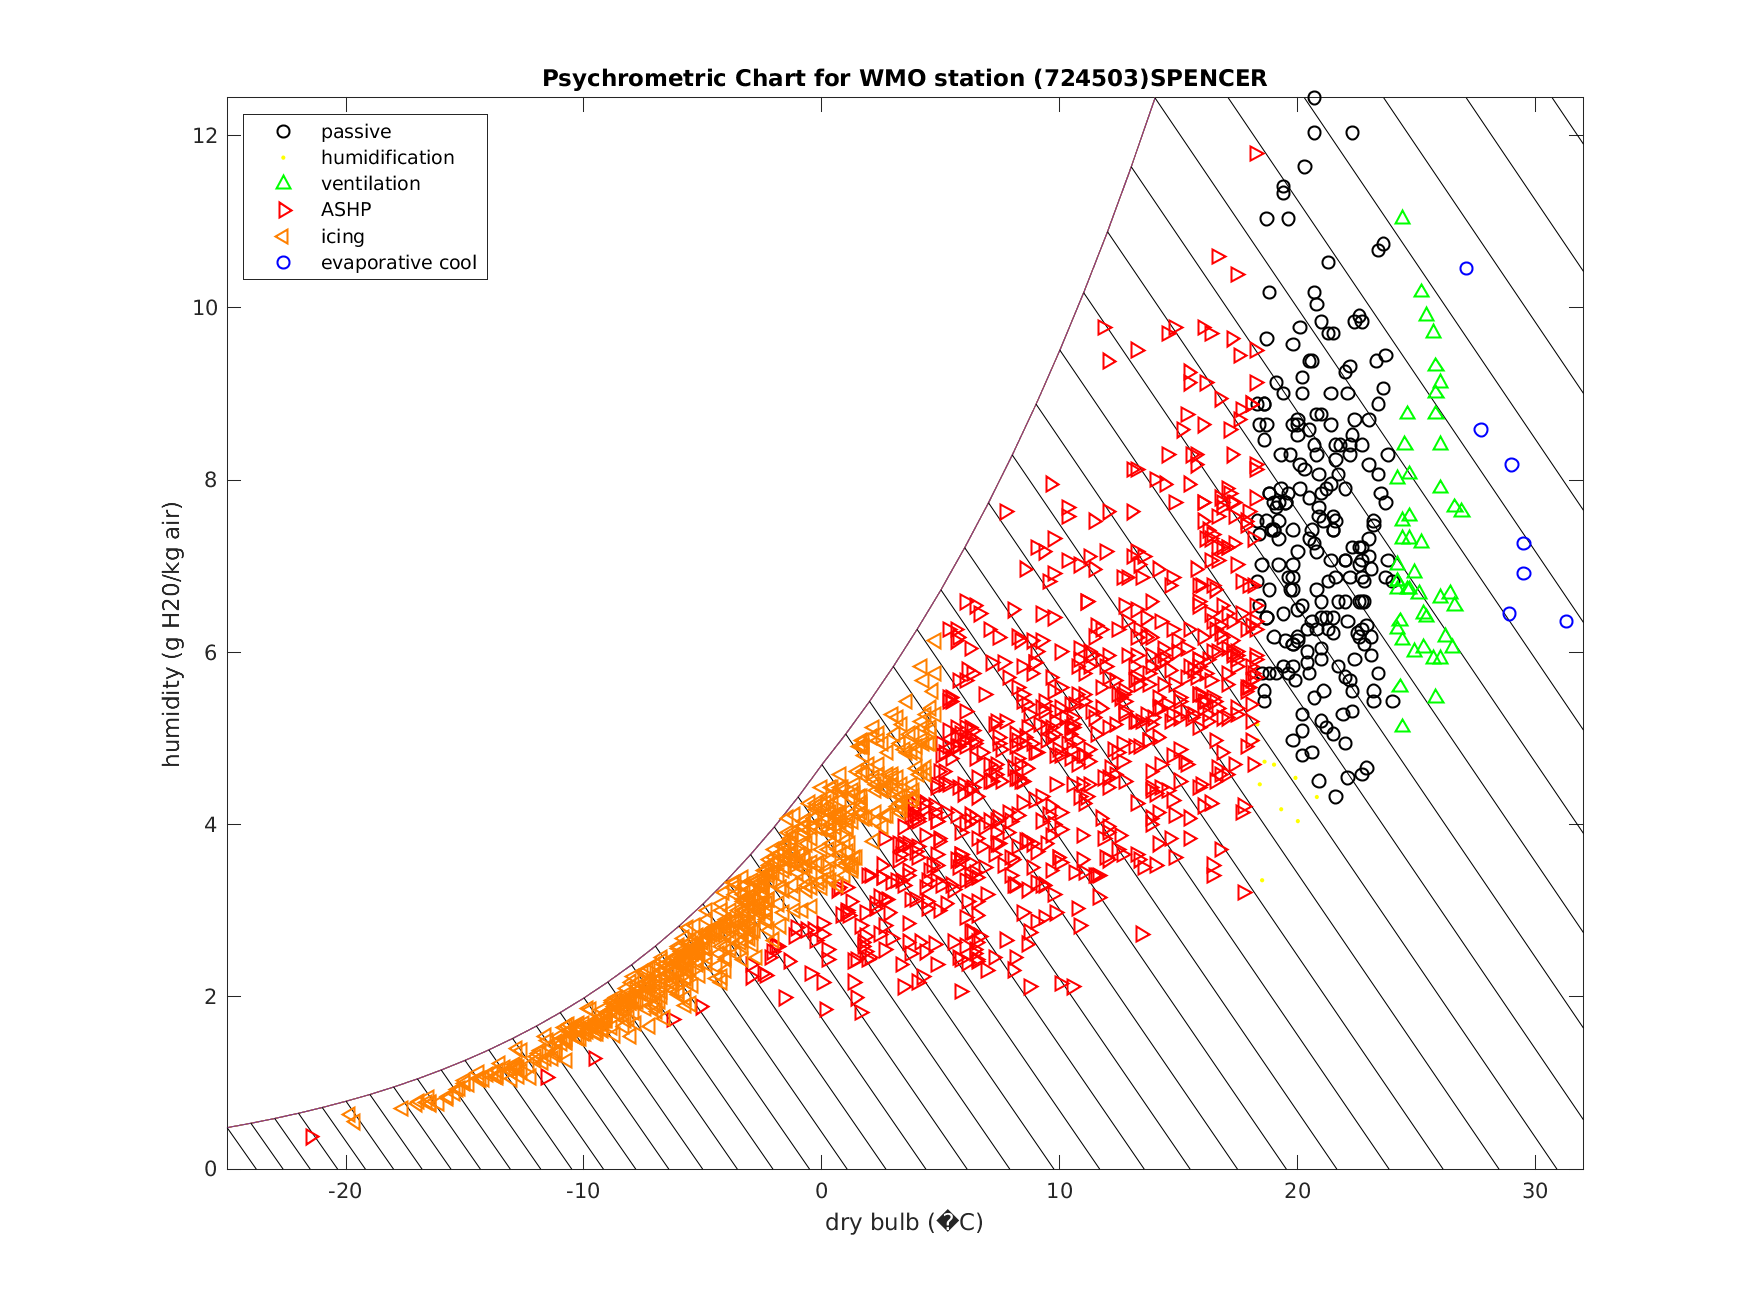 Psychrometric Chart for WMO station (724503)SPENCER
passive
humidification
ventilation
ASHP
icing
evaporative cool
humidity (g H20/kg air)
12
10
8
6
4
2
0
-20
-10
0
10
20
30
dry bulb (�C)